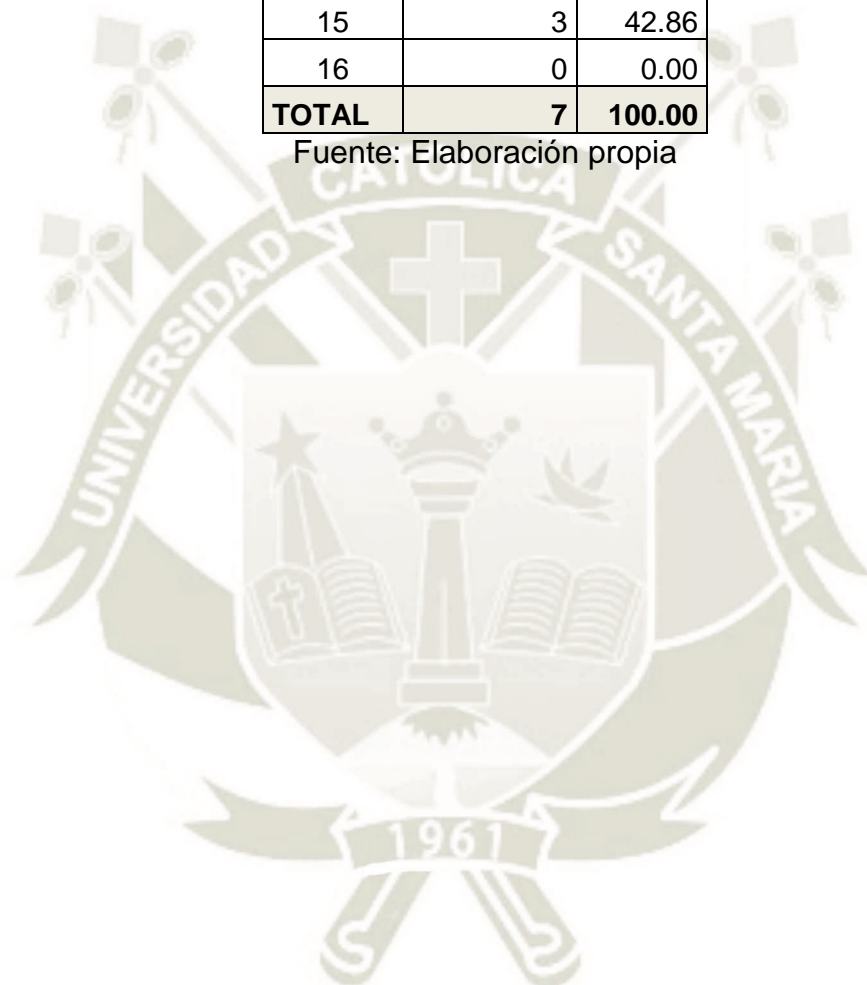 15 3 42.86
16 0 0.00
TOTAL 7 100.00
Fuente: Elaboración propia
UNIVERSIDAD CATOLICA SANTA MARIA
1961